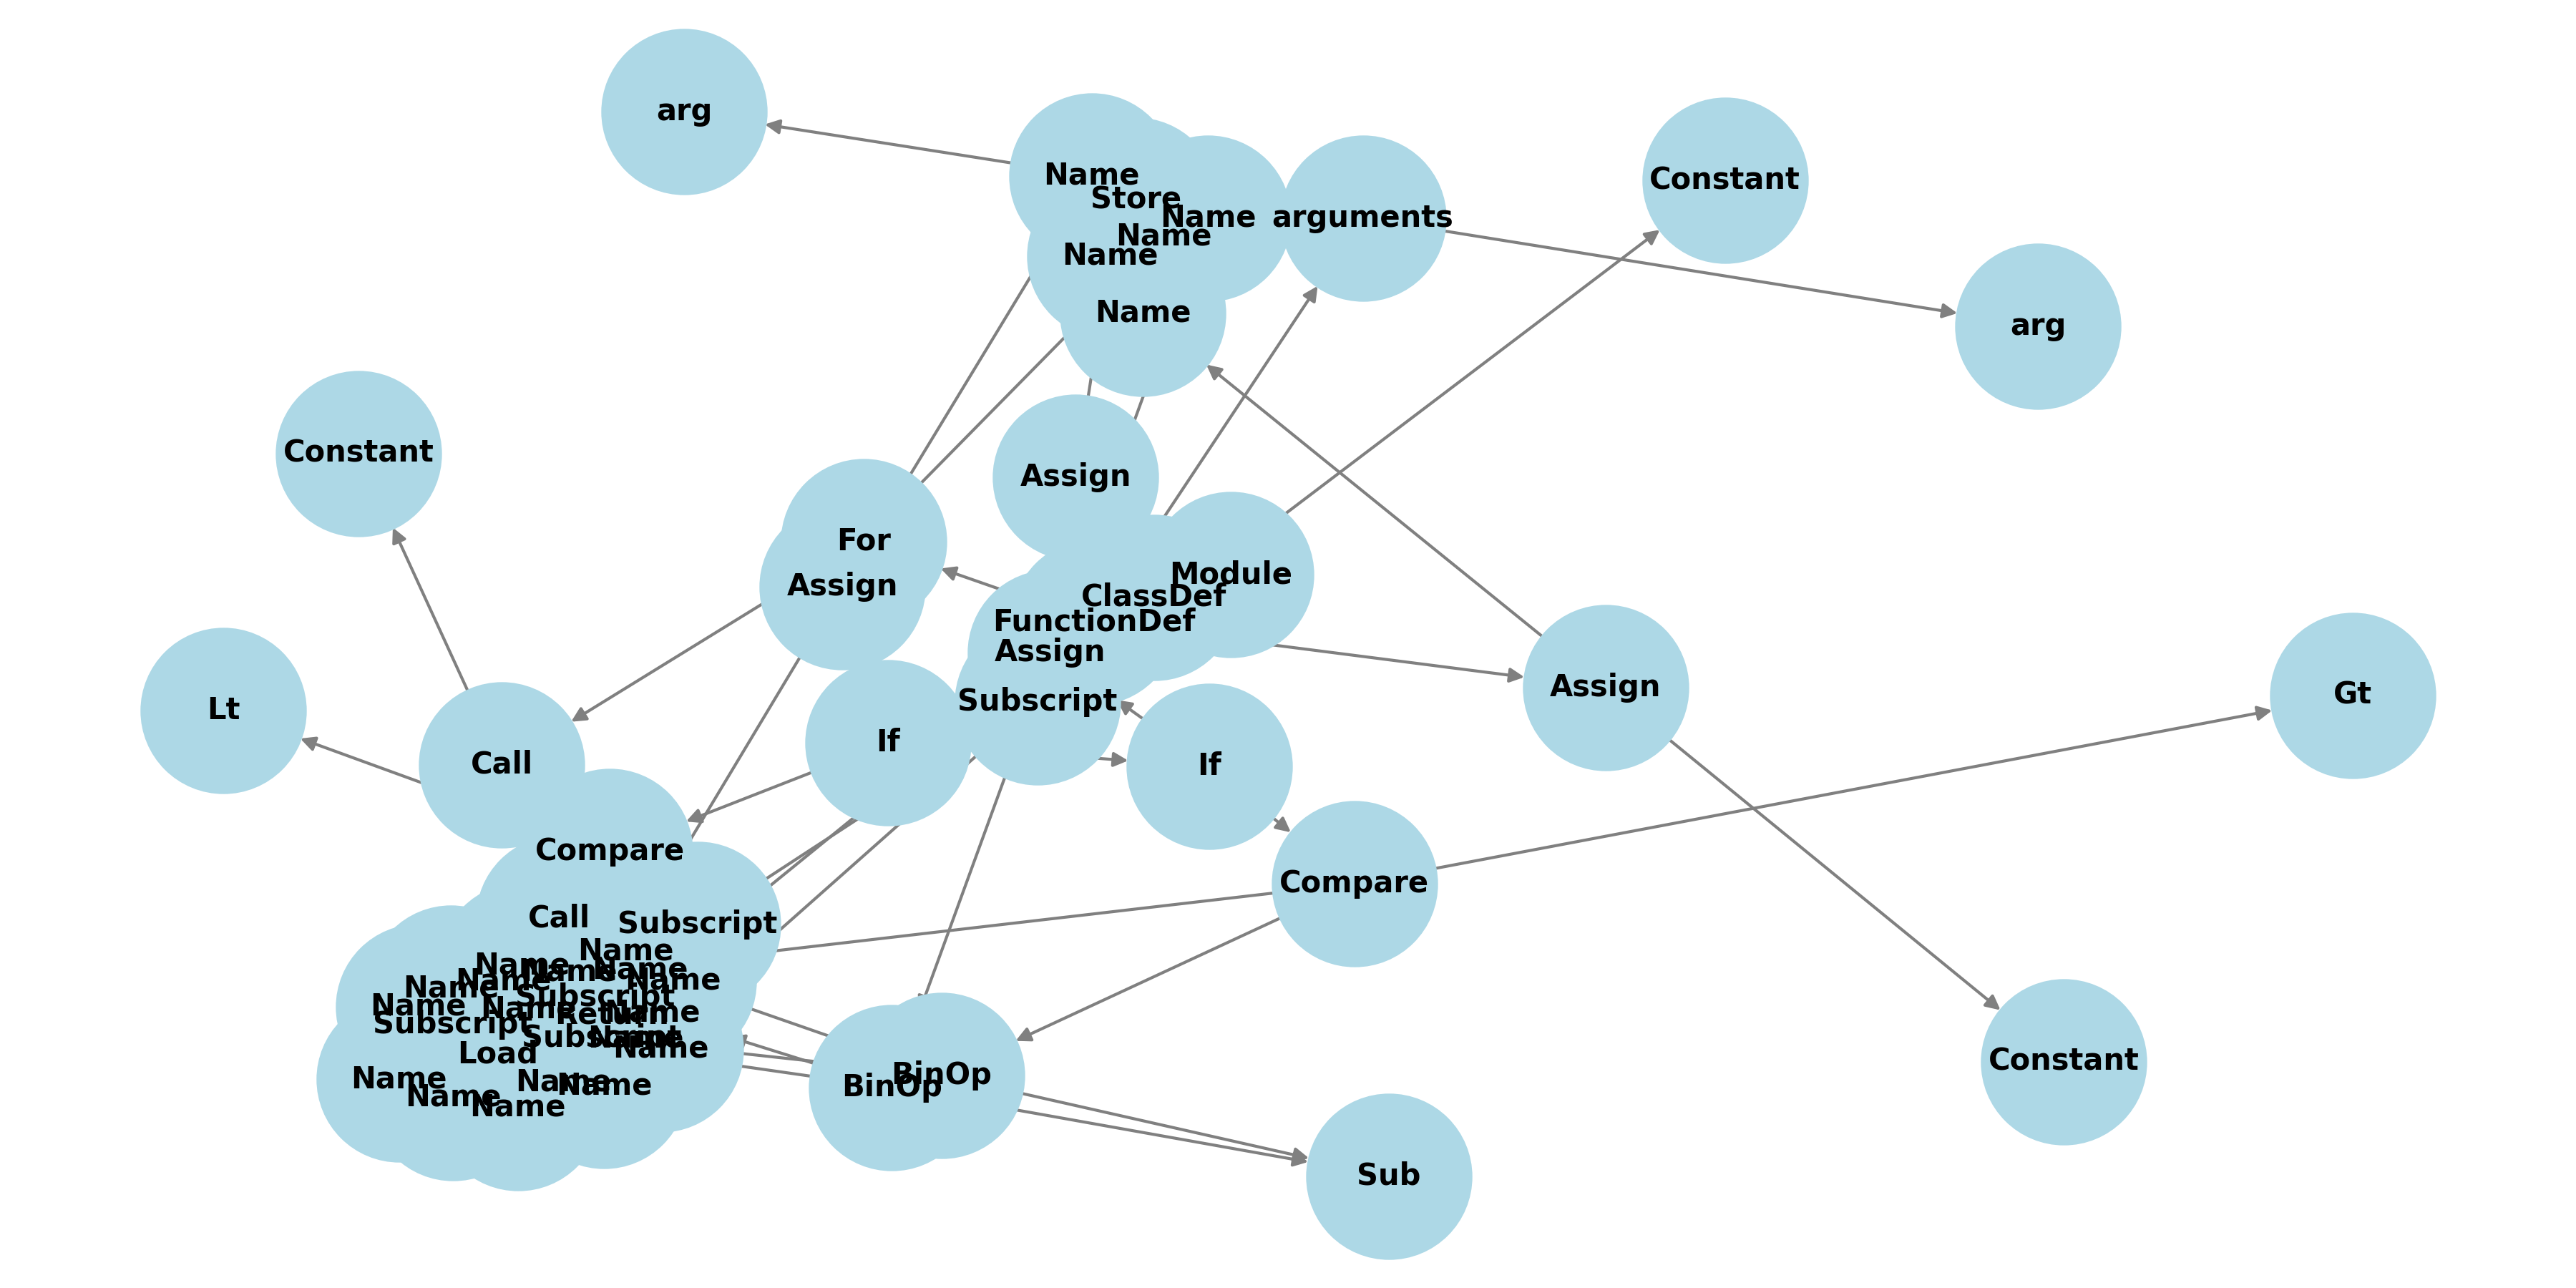 arg
Name
Constant
Store
Name
arguments
Name
Name
Name
arg
Constant
Assign
For
Module
Assign
ClassDef
FunctionDef
Assign
Assign
Gt
Subscript
Lt
If
Call
If
Compare
Compare
Call
Subscript
Name
Name
Name
Name
Name
Name
Name
Subscript
Name
Name
Name
Return
Subscript
Subscript
Name
Name
Load
Constant
BinOp
Name
Name
Name
BinOp
Name
Name
Sub